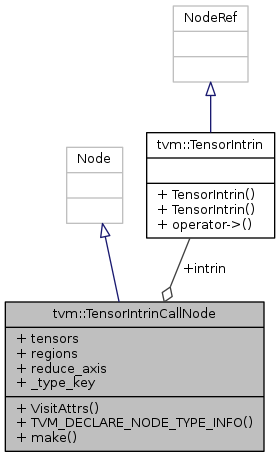 NodeRef
tvm::TensorIntrin
+ TensorIntrin()
+ TensorIntrin()
+ operator->()
Node
+intrin
tvm::TensorIntrinCallNode
+ tensors
+ regions
+ reduce_axis
+ _type_key
+ VisitAttrs()
+ TVM_DECLARE_NODE_TYPE_INFO()
+ make()